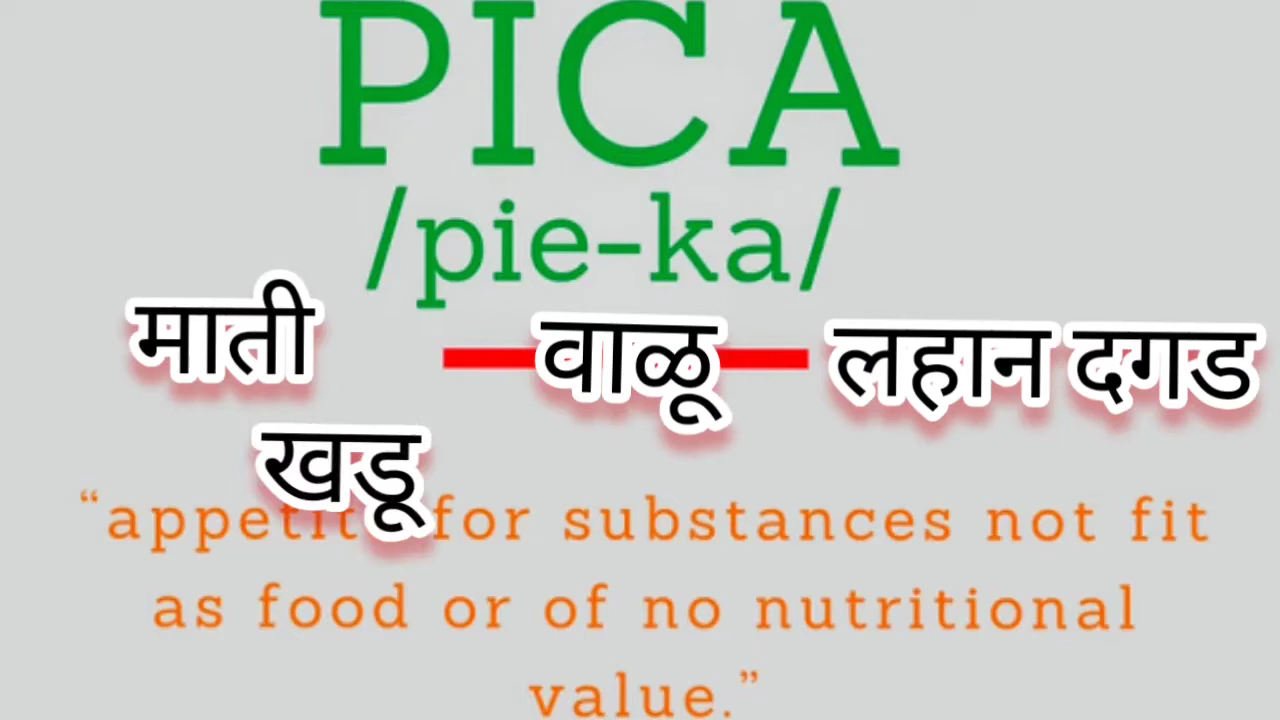 PICA
/pie-ka/
माती वाळू लहान दगड
खडू
“appetite for substances not fit
as food or of no nutritional
value.”